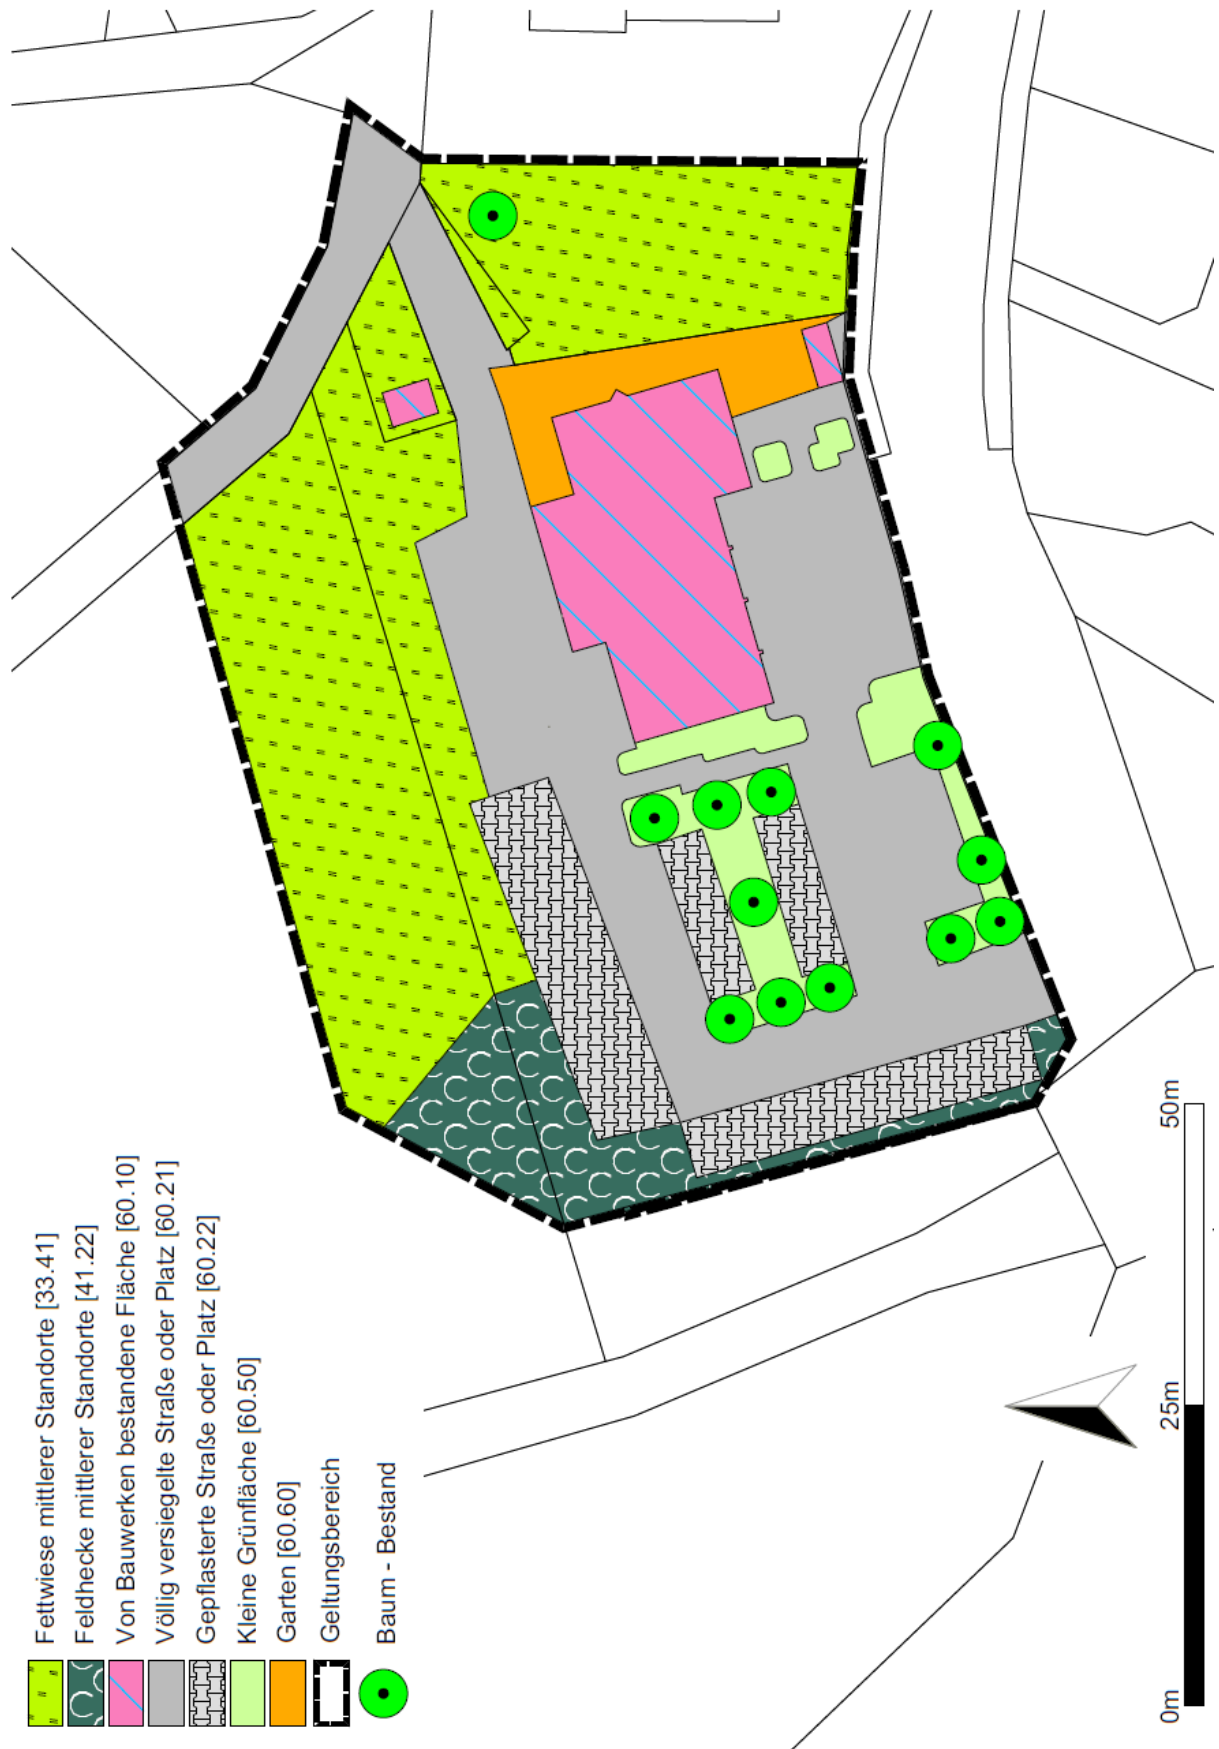 Fettwiese mittlerer Standorte [33.41]
Feldhecke mittlerer Standorte [41.22]
Von Bauwerken bestandene Fläche [60.10]
Völlig versiegelte Straße oder Platz [60.21]
Gepflasterte Straße oder Platz [60.22]
Kleine Grünfläche [60.50]
Garten [60.60]
Geltungsbereich
Baum - Bestand
0m 25m 50m